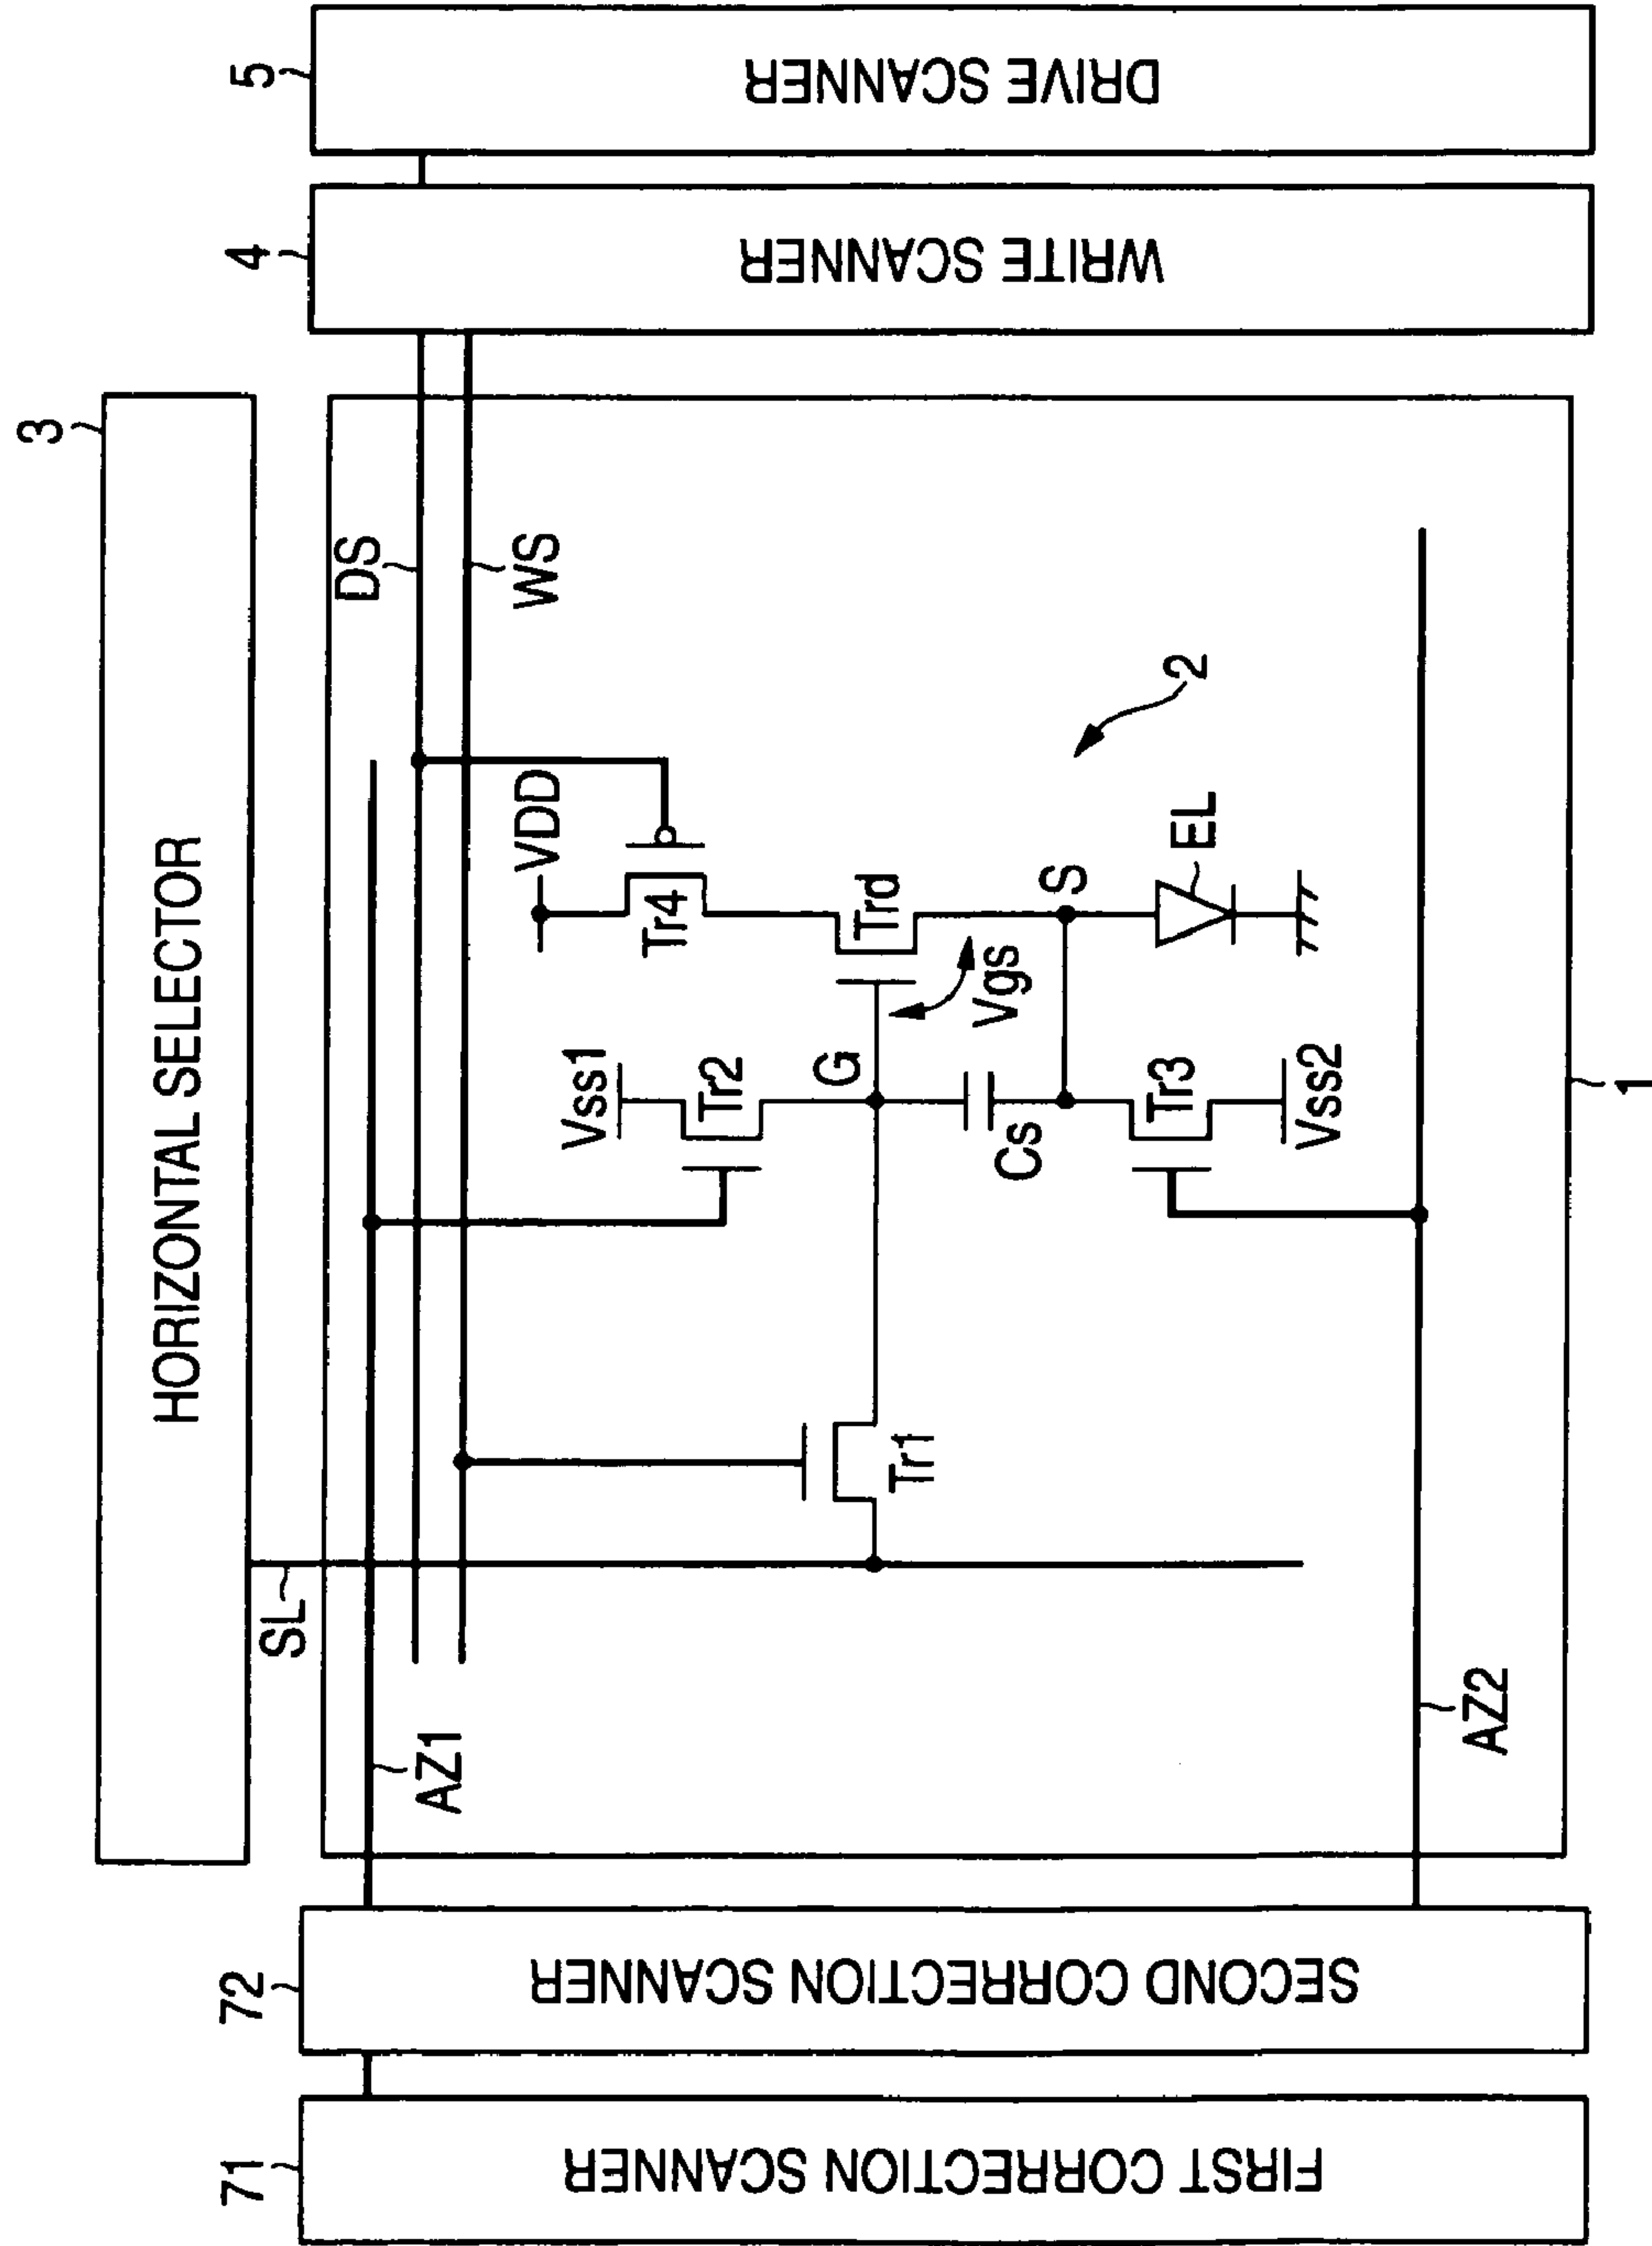 3
HORIZONTAL SELECTOR
71
FIRST CORRECTION SCANNER
72
SECOND CORRECTION SCANNER
4
WRITE SCANNER
5
DRIVE SCANNER
SL
AZ1
DS
WS
VDD
Vss1
Tr4
Tr2
Trd
G
Tr1
Vgs
S
Cs
2
Tr3
EL
Vss2
AZ2
1